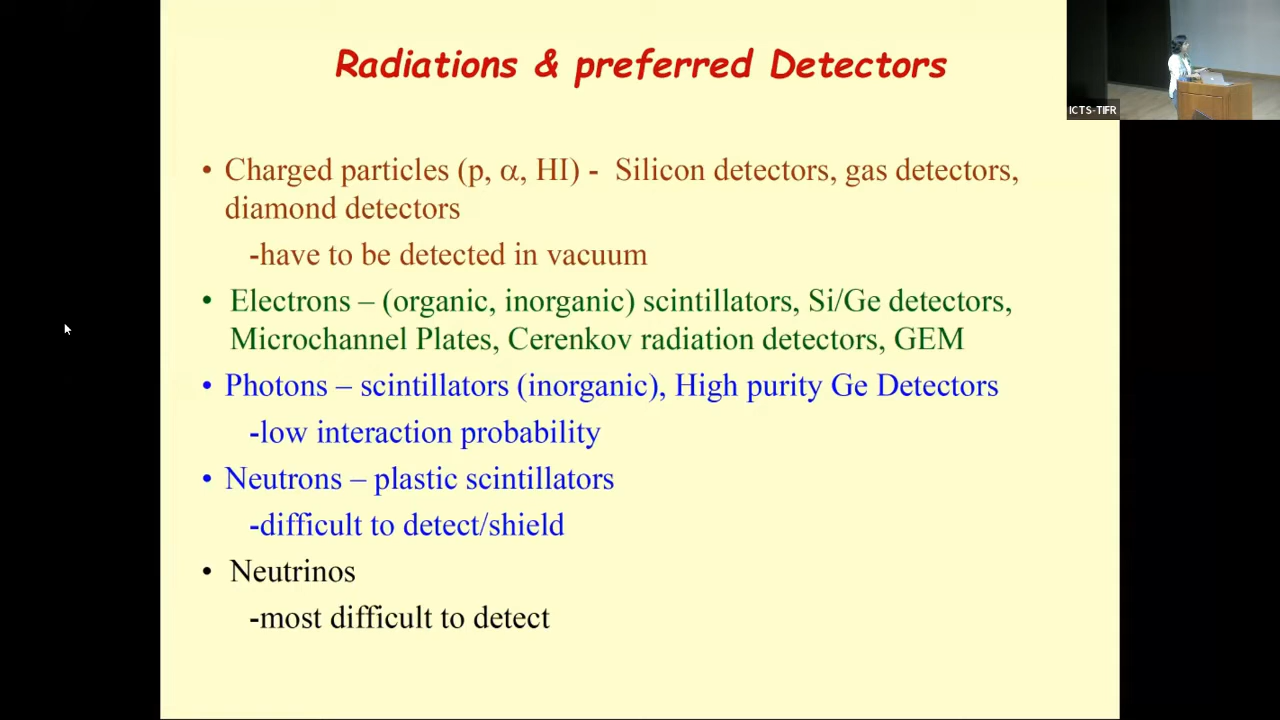 Radiations & preferred Detectors
ICTS-TIFR
• Charged particles (p, α, HI) - Silicon detectors, gas detectors,
diamond detectors
-have to be detected in vacuum
• Electrons – (organic, inorganic) scintillators, Si/Ge detectors,
Microchannel Plates, Cerenkov radiation detectors, GEM
• Photons – scintillators (inorganic), High purity Ge Detectors
-low interaction probability
• Neutrons – plastic scintillators
-difficult to detect/shield
• Neutrinos
-most difficult to detect